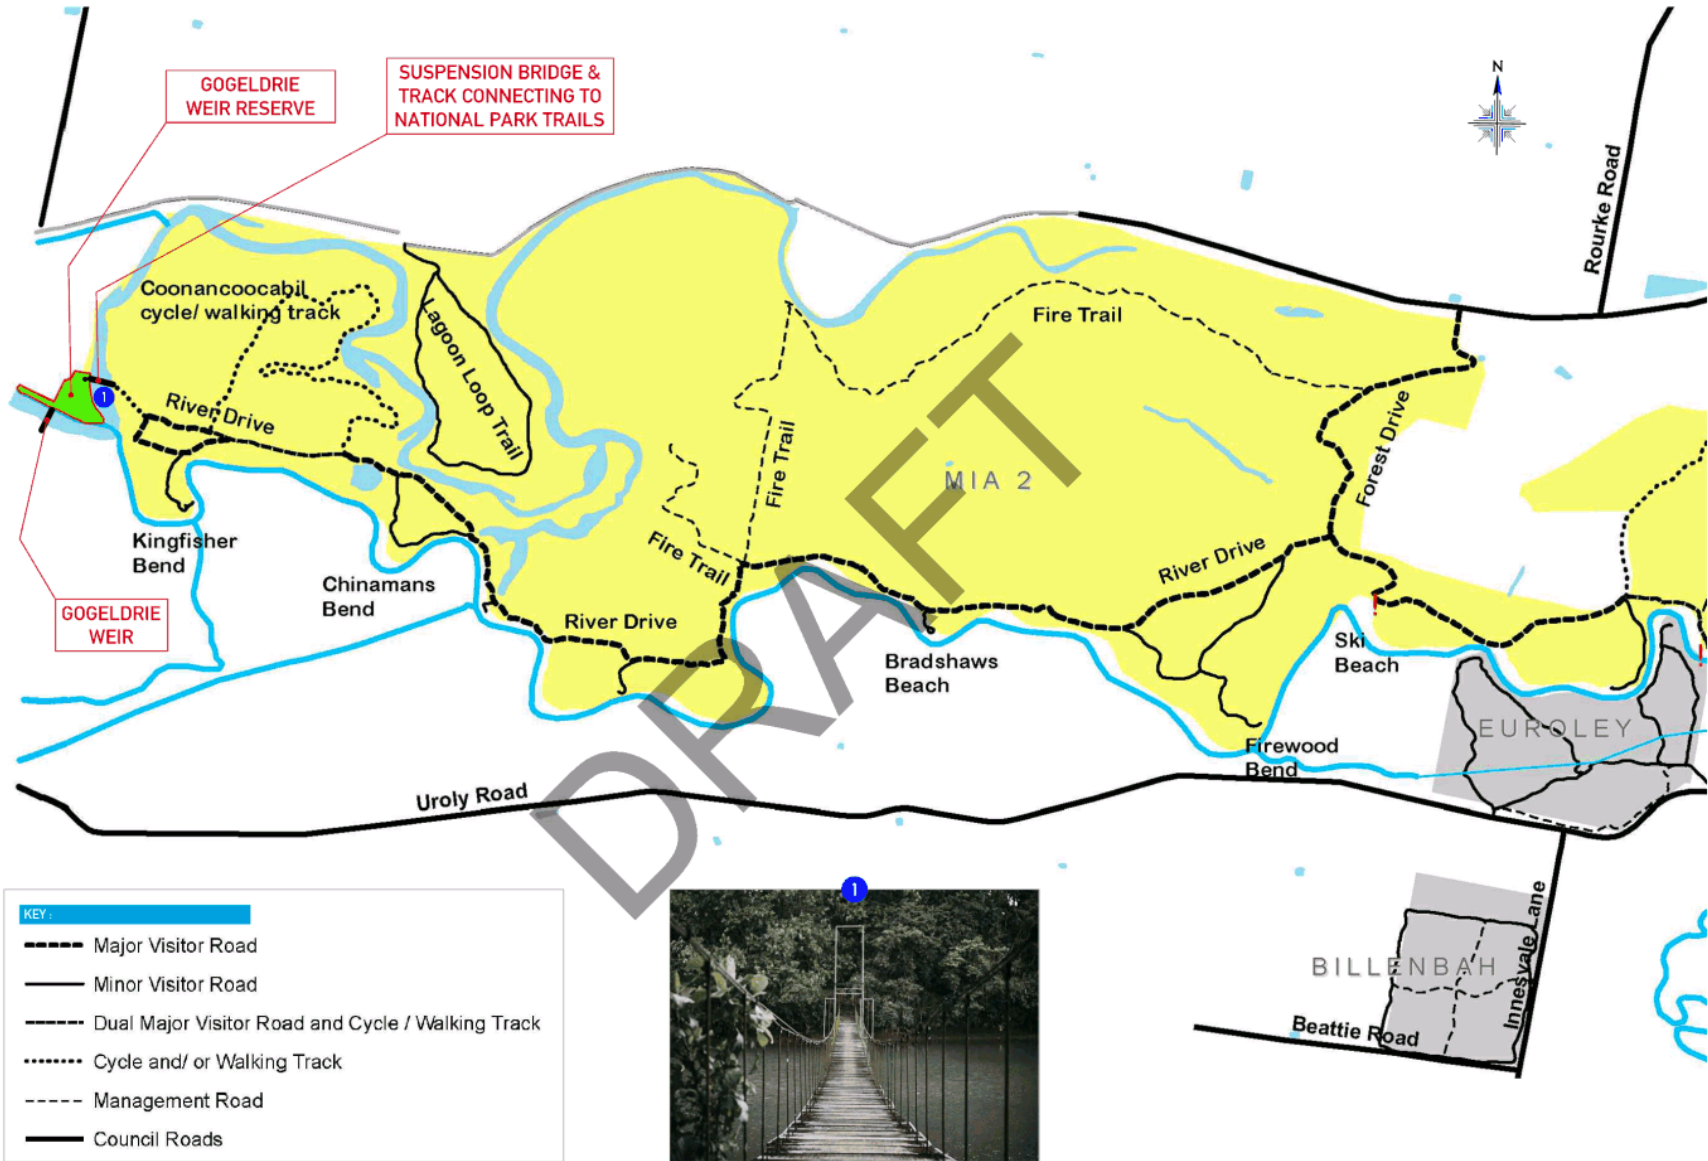 GOGELDRIE
WEIR RESERVE
SUSPENSION BRIDGE &
TRACK CONNECTING TO
NATIONAL PARK TRAILS
N
Rourke Road
Coonancoocabil
cycle/ walking track
Lagoon Loop Trail
Fire Trail
1
River Drive
Fire Trail
MIA 2
Forest Drive
Kingfisher
Bend
Fire Trail
River Drive
Chinamans
Bend
GOGELDRIE
WEIR
River Drive
Bradshaws
Beach
Ski
Beach
EUROLEY
Firewood
Bend
Uroly Road
DRAFT
BILLENBAH
Innesvale Lane
Beattie Road
KEY :
Major Visitor Road
Minor Visitor Road
Dual Major Visitor Road and Cycle / Walking Track
Cycle and/ or Walking Track
Management Road
Council Roads
1